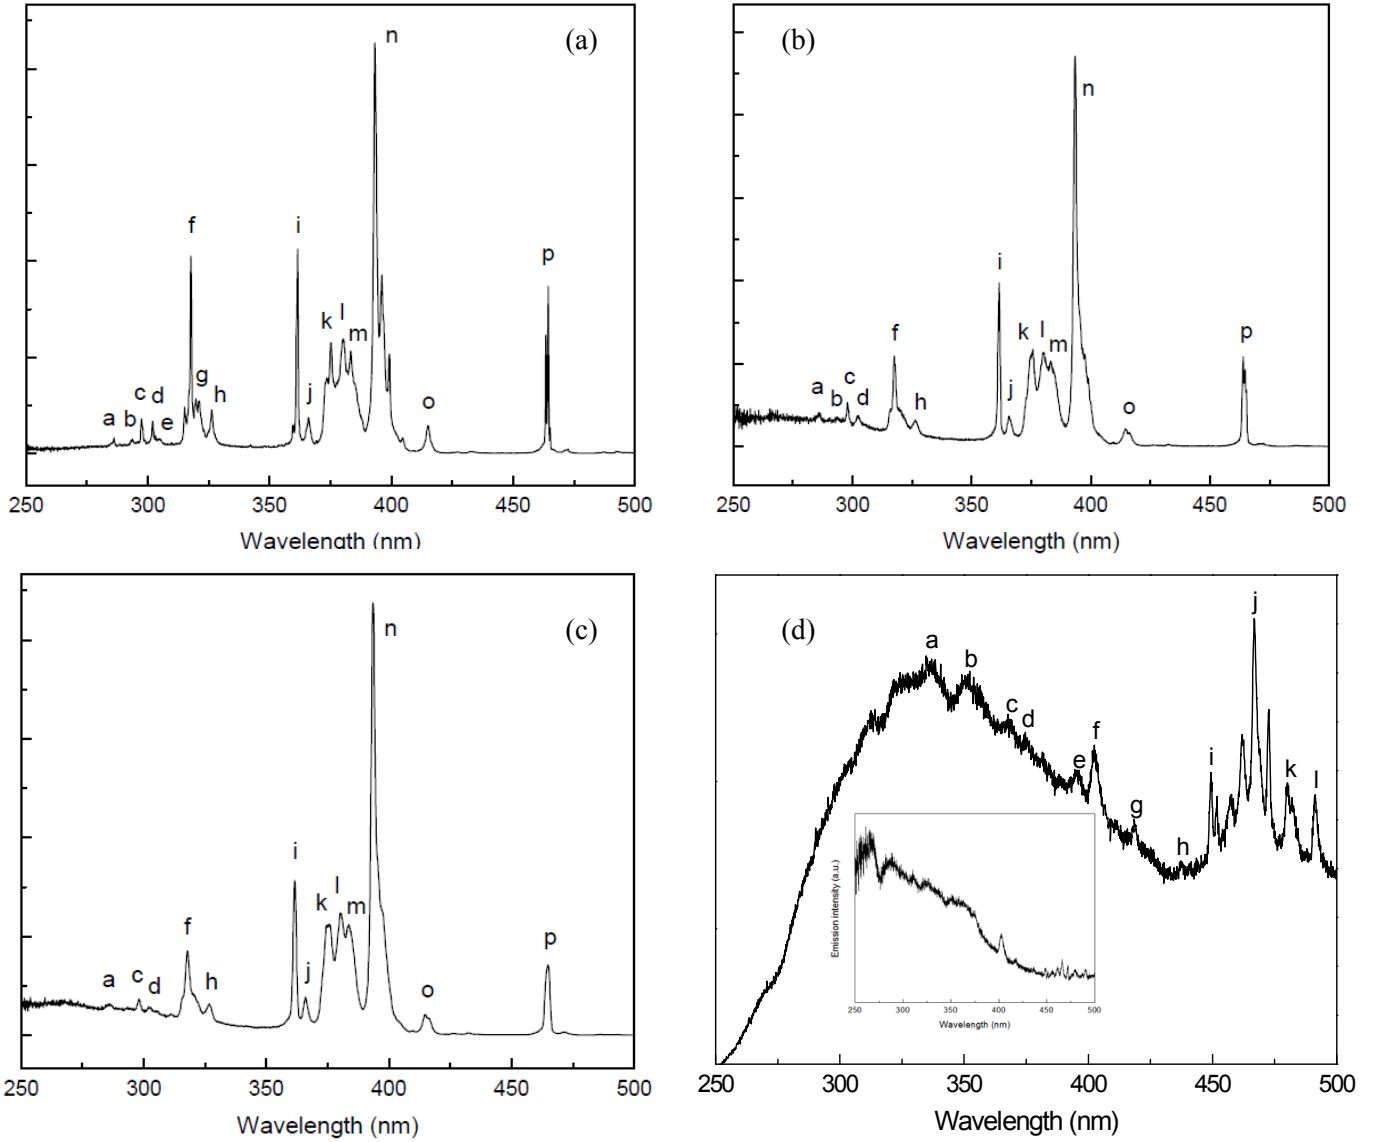 (a)
n
f
i
p
l
k
m
c d
g
h
j
a b
e
o
250 300 350 400 450 500
Wavelength (nm)
(b)
n
i
f
k l m
p
a b c d
h
j
o
250 300 350 400 450 500
Wavelength (nm)
(c)
n
i
k l m
f
p
a c d h
j
o
250 300 350 400 450 500
Wavelength (nm)
(d)
j
a
b
c d
f
e
i
k l
g
h
Emission intensity (a.u.)
250 300 350 400 450 500
Wavelength (nm)
250 300 350 400 450 500
Wavelength (nm)